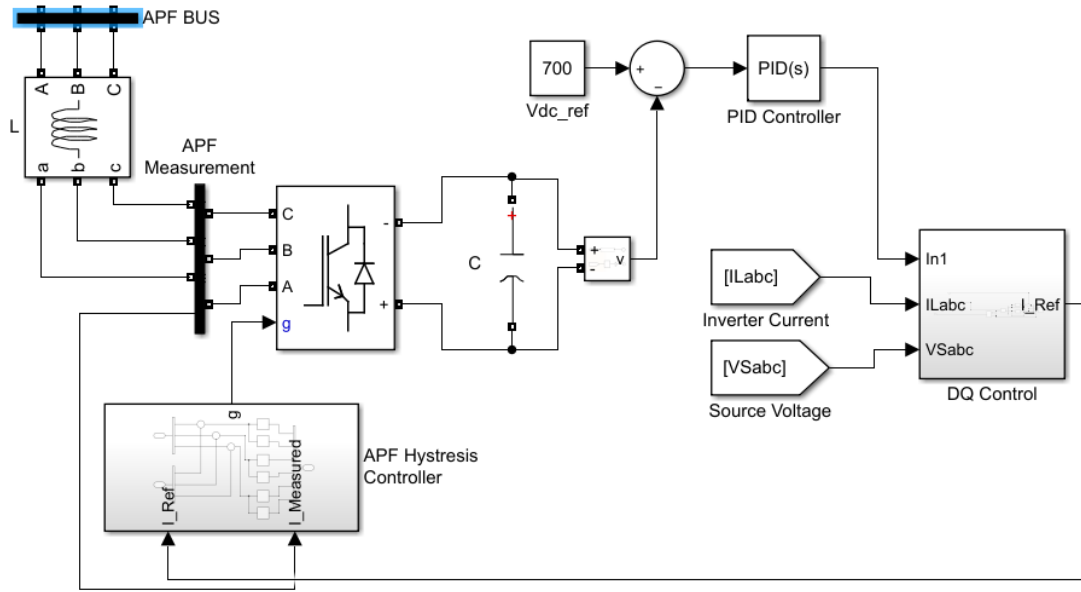 APF BUS
A B C
L
a b c
APF
Measurement
C
B
A
g
-
+
+
C
+
-
v
700
Vdc_ref
+
-
PID(s)
PID Controller
[ILabc]
Inverter Current
[VSabc]
Source Voltage
In1
ILabc
VSabc
I_Ref
DQ Control
g
I_Ref
I_Measured
APF Hystresis
Controller